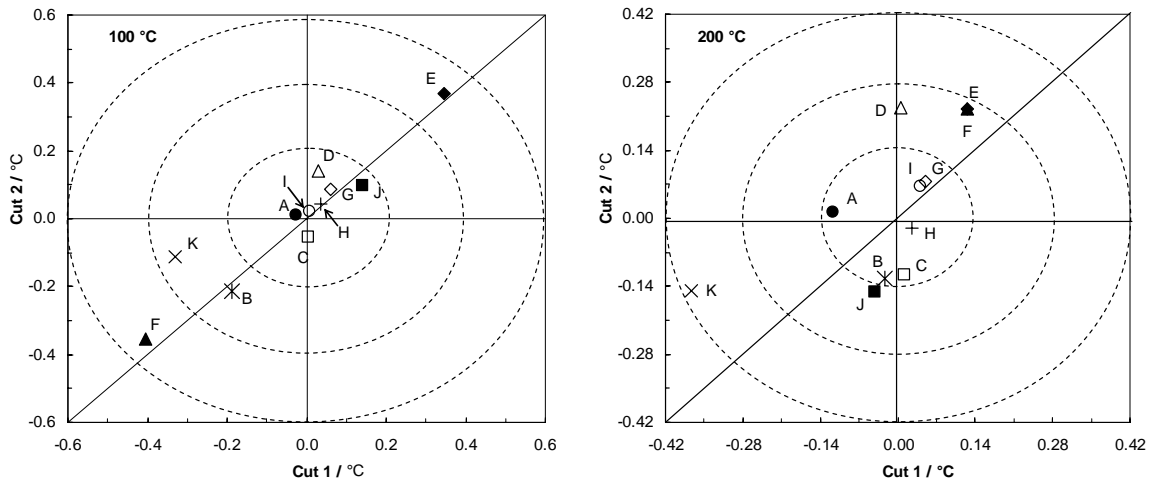 100 °C
Cut 2 / °C
0.6
0.4
0.2
0.0
-0.2
-0.4
-0.6
E
D
I
A
G
J
H
C
K
B
F
-0.6 -0.4 -0.2 0.0 0.2 0.4 0.6
Cut 1 / °C
200 °C
Cut 2 / °C
0.42
0.28
0.14
0.00
-0.14
-0.28
-0.42
E
D
F
I
G
A
H
B
C
K
J
-0.42 -0.28 -0.14 0.00 0.14 0.28 0.42
Cut 1 / °C